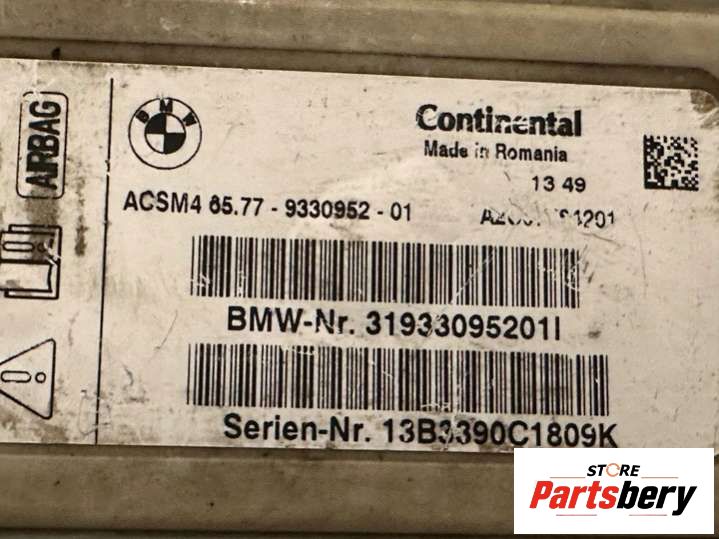 AIRBAG
BMW
Continental
Made in Romania
13 49
ACSM4 65.77 - 9330952 - 01
BMW-Nr. 31933095201I
Serien-Nr. 13B3390C1809K
STORE
Partsbery